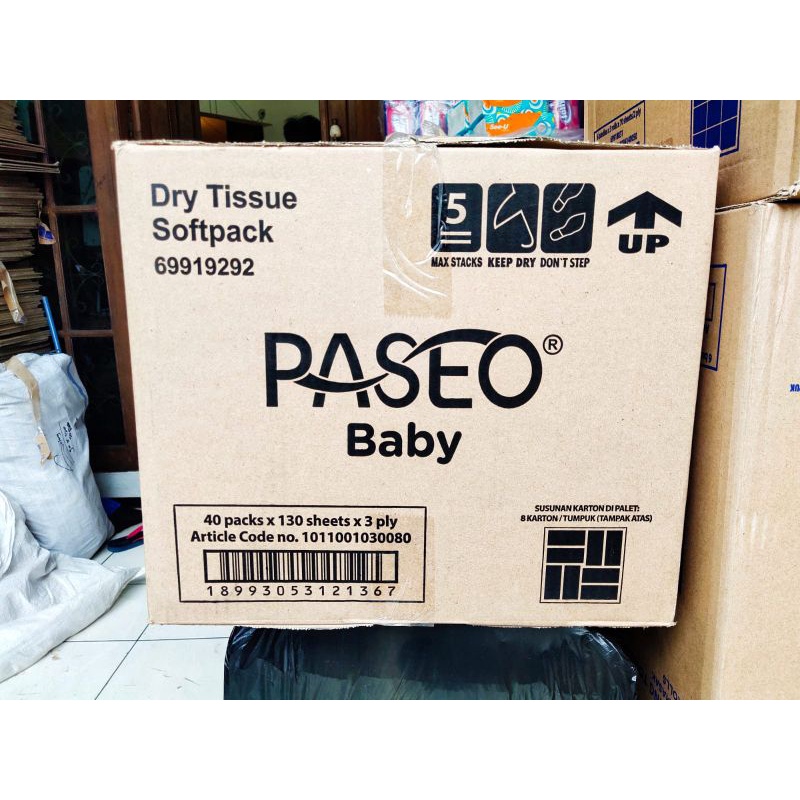 Dry Tissue
Softpack
69919292
5
MAX STACKS KEEP DRY DON'T STEP
UP
PASEO®
Baby
40 packs x 130 sheets x 3 ply
Article Code no. 1011001030080
18993053121367
SUSUNAN KARTON DI PALET:
8 KARTON / TUMPUK (TAMPAK ATAS)